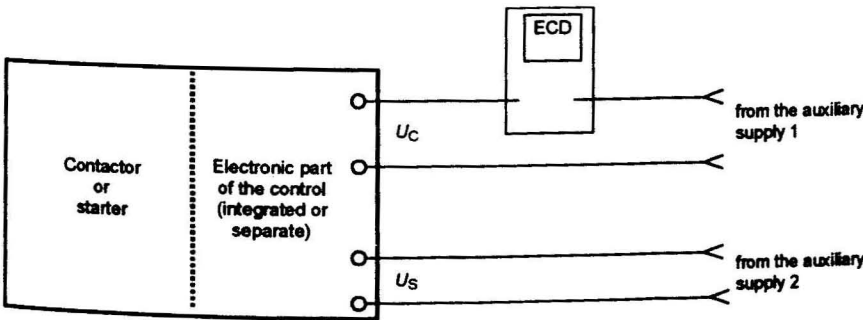 ECD
from the auxiliary
supply 1
U_C
Contactor
or
starter
Electronic part
of the control
(integrated or
separate)
from the auxiliary
supply 2
U_S